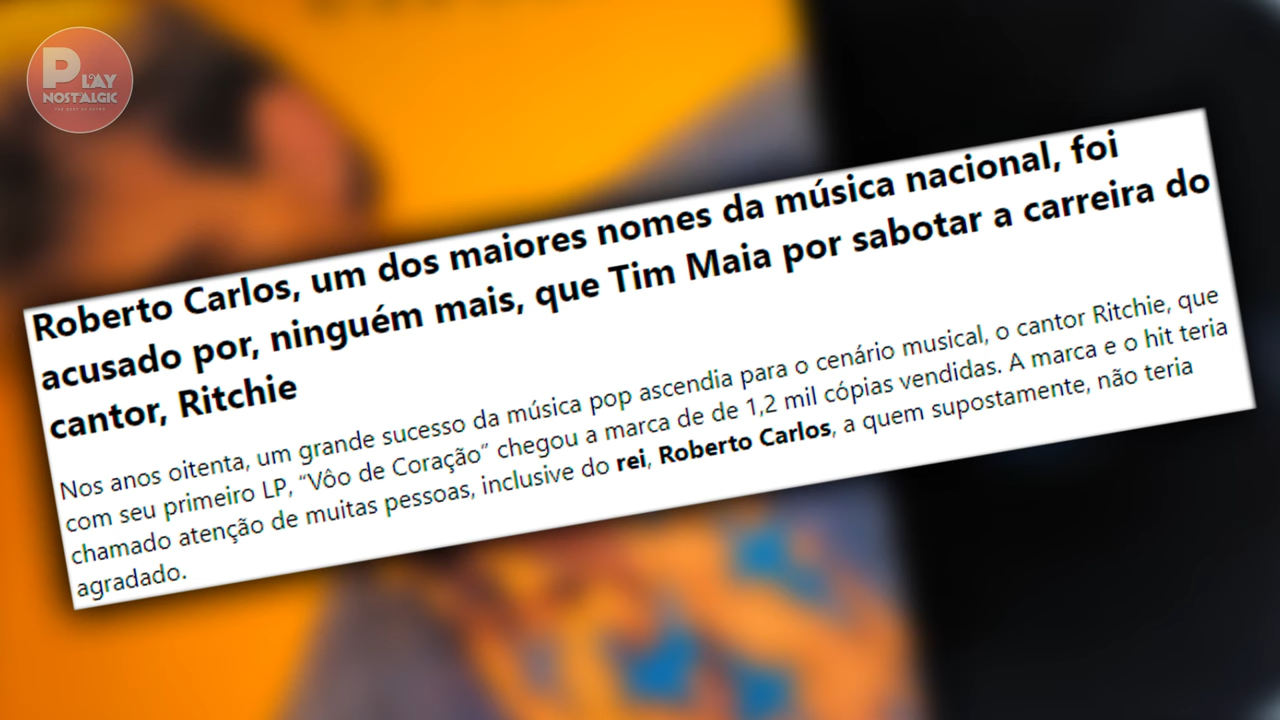 PLAY
NOSTALGIC
Roberto Carlos, um dos maiores nomes da música nacional, foi
acusado por, ninguém mais, que Tim Maia por sabotar a carreira do
cantor, Ritchie
Nos anos oitenta, um grande sucesso da música pop ascendia para o cenário musical, o cantor Ritchie, que
com seu primeiro LP, “Vôo de Coração” chegou a marca de de 1,2 mil cópias vendidas. A marca e o hit teria
chamado atenção de muitas pessoas, inclusive do rei, Roberto Carlos, a quem supostamente, não teria
agradado.